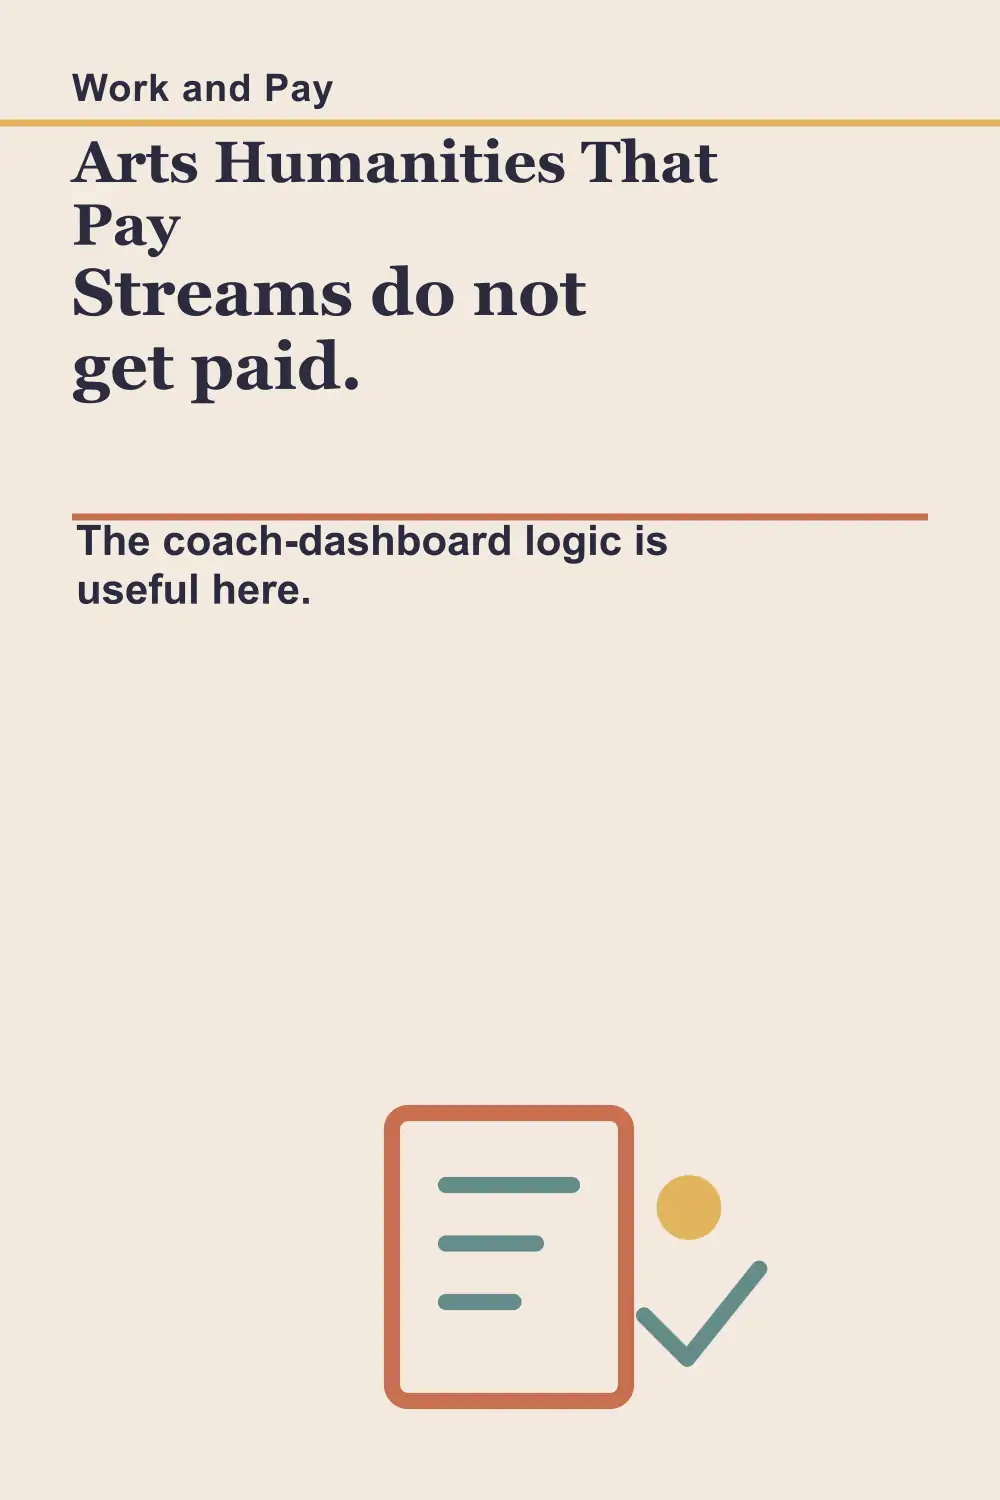 Work and Pay
Arts Humanities That
Pay
Streams do not
get paid.
The coach-dashboard logic is
useful here.